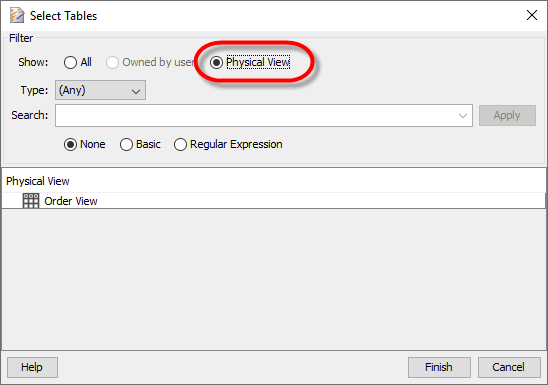 Select Tables
Filter
Show: All Owned by user Physical View
Type: (Any)
Search: Apply
None Basic Regular Expression
Physical View
Order View
Help Finish Cancel